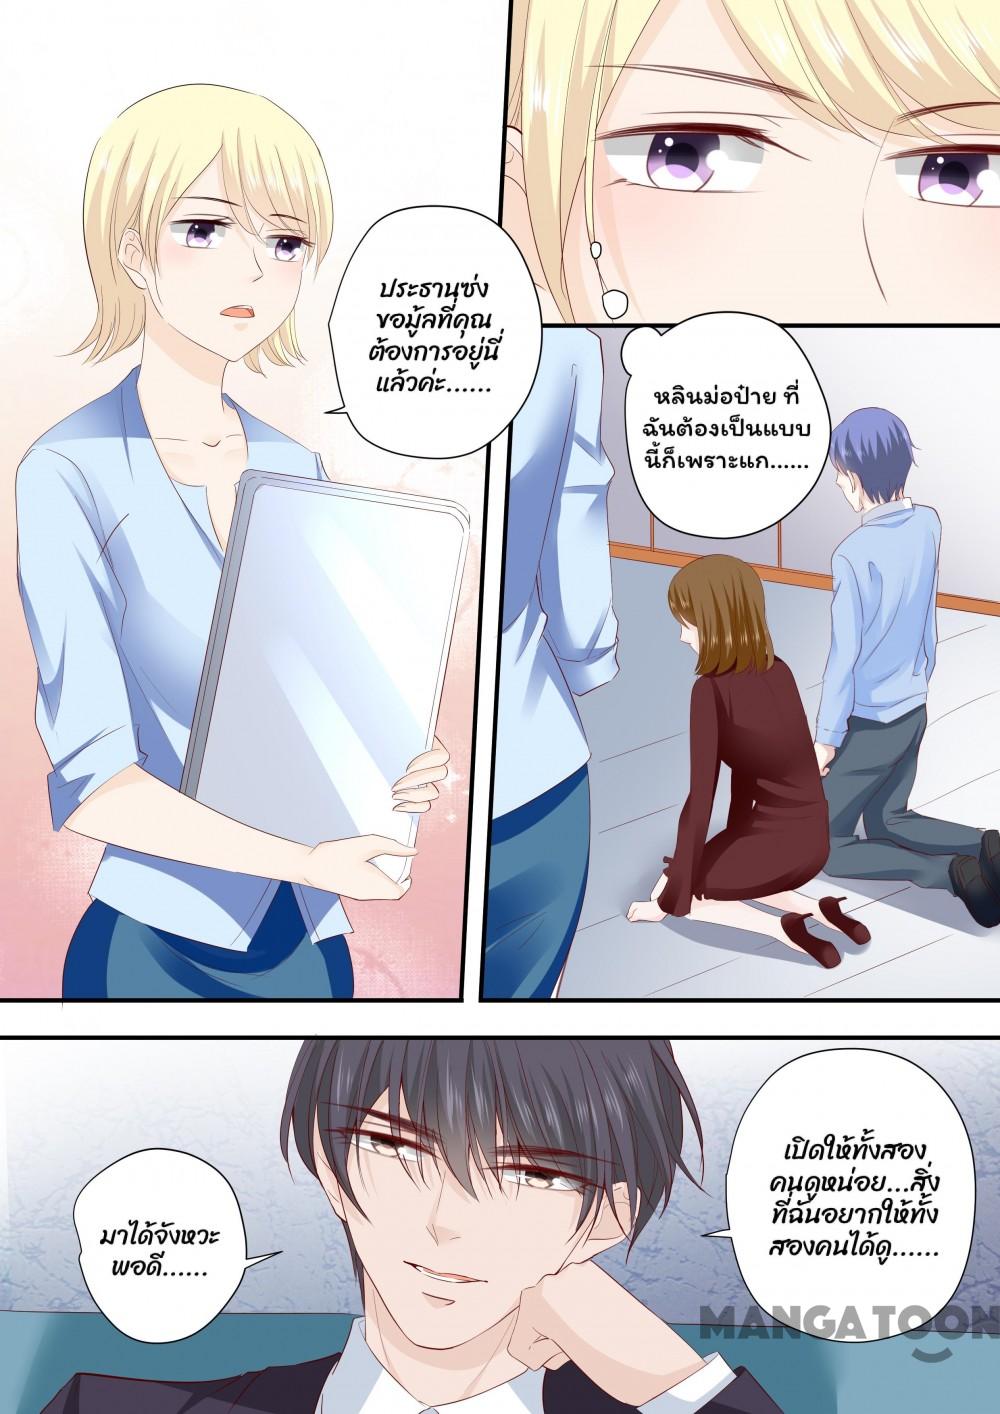 ประธานซ่ง
ขอมู้ลที่คุณ
ต้องการอยู่นี่
แล้วค่ะ......
หลินม่อป๋าย ที่
ฉันต้องเป็นแบบ
นี้ก็เพราะแก......
มาได้จังหวะ
พอดี......
เปิดให้ทั้งสอง
คนดูหน่อย...สิ่ง
ที่ฉันอยากให้ทั้ง
สองคนได้ดู......
MANGATOON